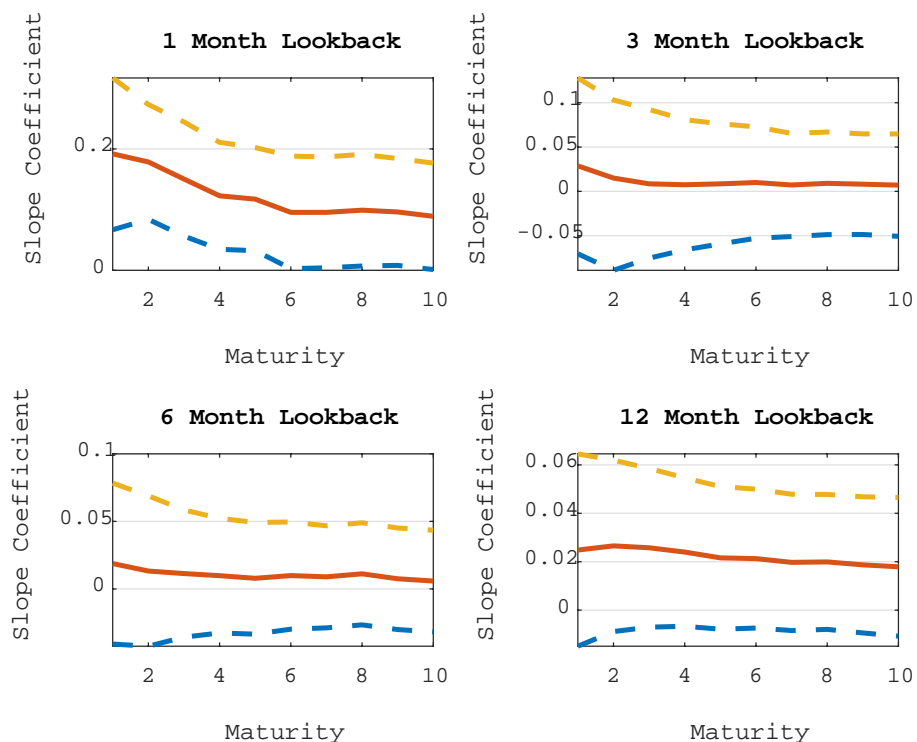 1 Month Lookback
Slope Coefficient
0.2
0
2 4 6 8 10
Maturity
3 Month Lookback
Slope Coefficient
0.1
0.05
0
-0.05
2 4 6 8 10
Maturity
6 Month Lookback
Slope Coefficient
0.1
0.05
0
2 4 6 8 10
Maturity
12 Month Lookback
Slope Coefficient
0.06
0.04
0.02
0
2 4 6 8 10
Maturity